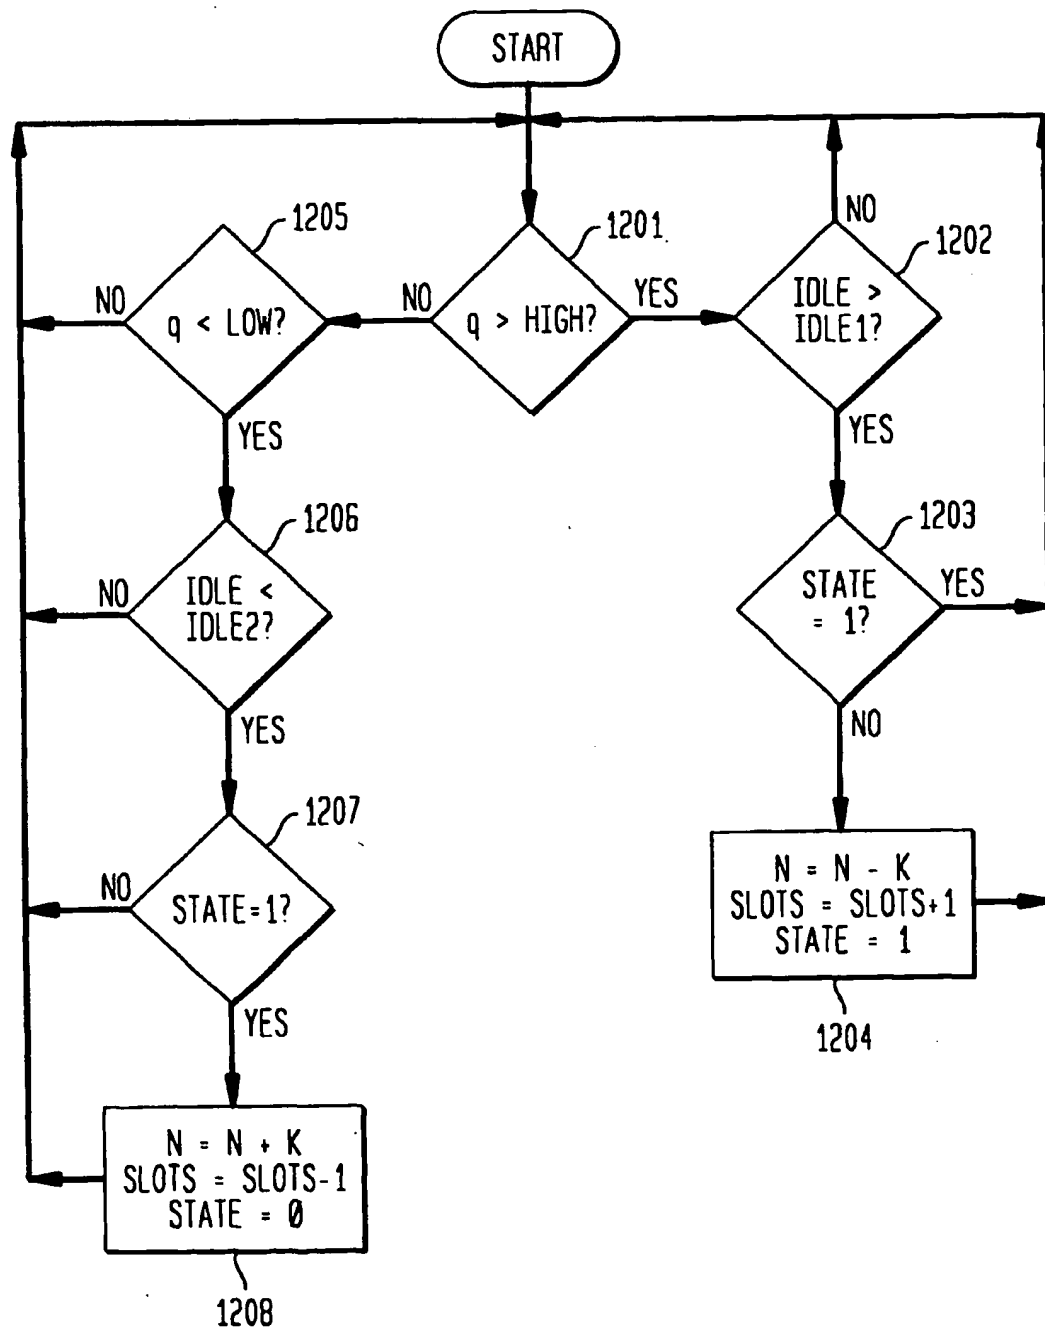 START
1205
1201
1202
NO
q < LOW?
NO
q > HIGH?
YES
IDLE >
IDLE1?
NO
YES
YES
1206
1203
NO
IDLE <
IDLE2?
STATE
= 1?
YES
YES
NO
1207
NO
STATE=1?
N = N - K
SLOTS = SLOTS+1
STATE = 1
YES
1204
N = N + K
SLOTS = SLOTS-1
STATE = 0
1208